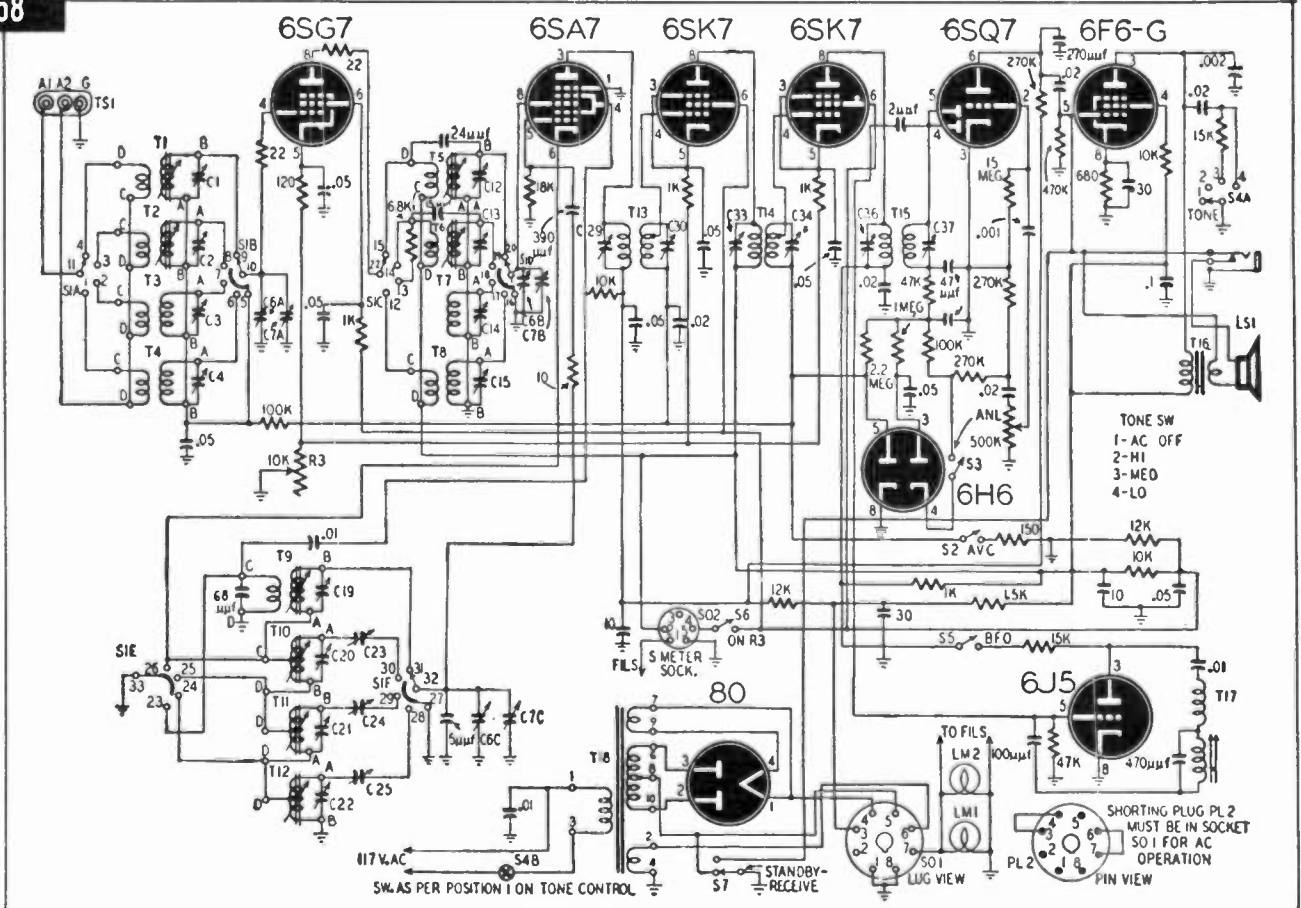 68
6SG7
6SA7
6SK7
6SK7
6SQ7
6F6-G
A1 A2 G
TS1
T1
T2
T3
T4
C1
C2
C3
C4
S1A
S1B
C6A
C7A
22
22
120
.05
.05
1K
100K
.05
10K R3
24μμf
T5
T6
T7
T8
C12
C13
C14
C15
68K
S1C
C6B
C7B
18K
390 μμf
10
10K
T13
C29
C30
1K
.05
.05
.02
C33
T14
C34
1K
.05
2μμf
C36
T15
C37
.02
47K
47 μμf
1MEG
100K
2.2 MEG
.05
15 MEG
.001
270K
270K
.02
ANL
500K
S3
6H6
270K
270μμf
.02
470K
680
30
10K
.1
.002
.02
15K
TONE
S4A
LS1
T16
TONE SW
1-AC OFF
2-HI
3-MED
4-LO
S2 AVC
150
12K
10K
1K
1.5K
10
.05
12K
30
10
SO2
S6
ON R3
FILS
S METER
SOCK.
S5
BFO
15K
6J5
.01
T17
100μμf
47K
470μμf
.01
T9
68 μμf
C19
T10
C20
C23
T11
C21
C24
T12
C22
C25
S1E
S1F
5μμf
C6C
C7C
80
T18
.01
117 V. AC
S4B
SW. AS PER POSITION 1 ON TONE CONTROL
S7
STANDBY-
RECEIVE
SO1
LUG VIEW
TO FILS
LM2
LM1
PL2
PIN VIEW
SHORTING PLUG PL2
MUST BE IN SOCKET
SO1 FOR AC
OPERATION